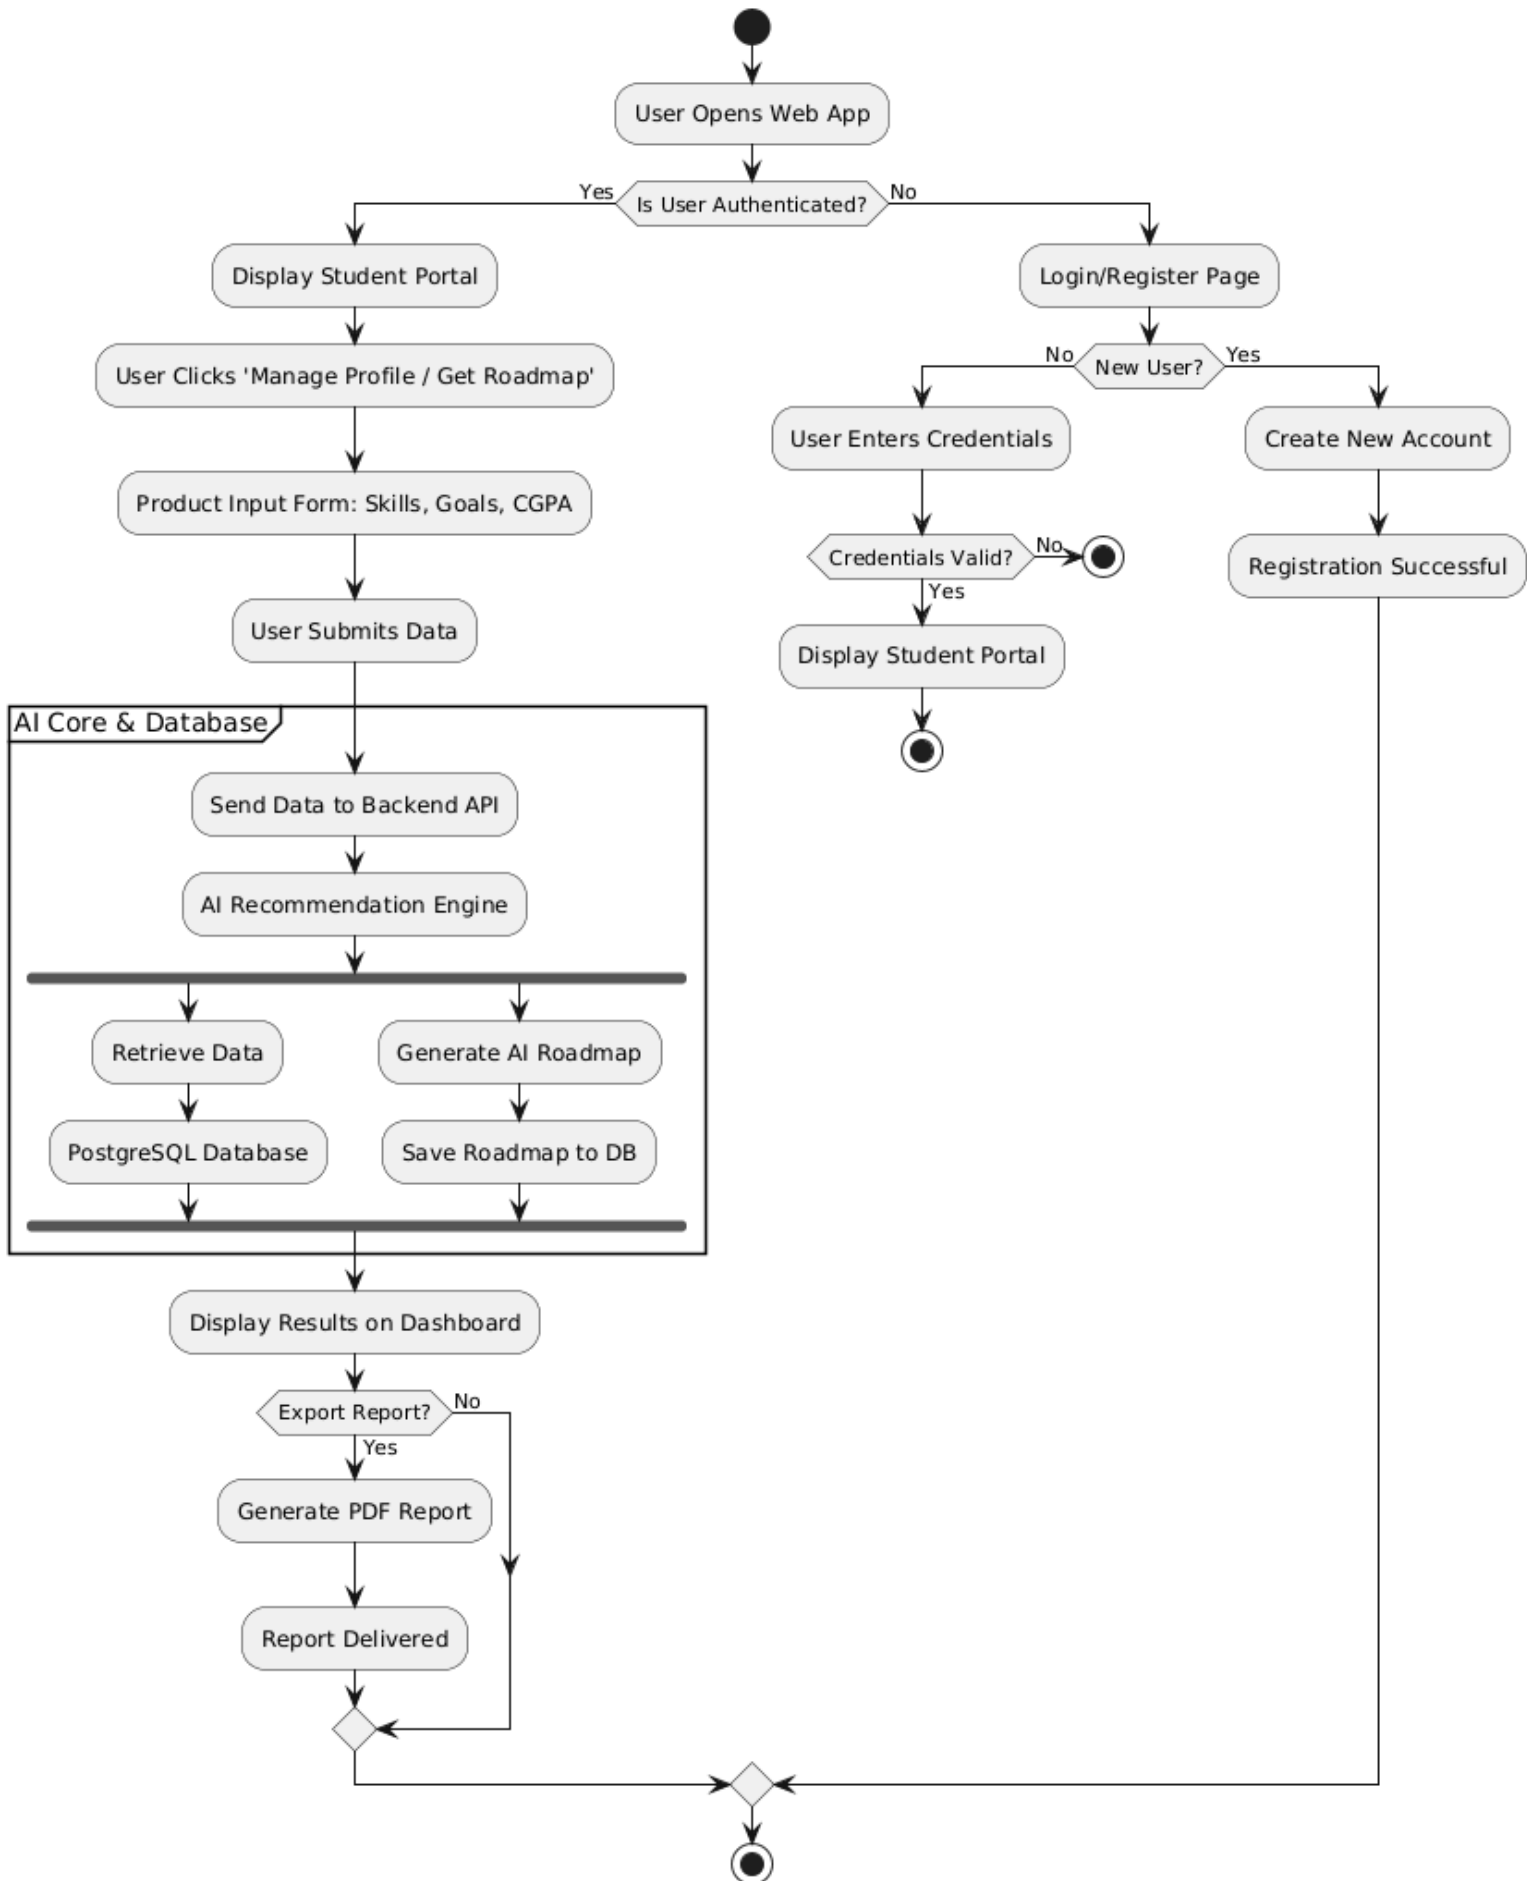 User Opens Web App
Is User Authenticated?
Yes
No
Display Student Portal
User Clicks 'Manage Profile / Get Roadmap'
Product Input Form: Skills, Goals, CGPA
User Submits Data
AI Core & Database
Send Data to Backend API
AI Recommendation Engine
Retrieve Data
PostgreSQL Database
Generate AI Roadmap
Save Roadmap to DB
Display Results on Dashboard
Export Report?
No
Yes
Generate PDF Report
Report Delivered
Login/Register Page
New User?
No
Yes
User Enters Credentials
Credentials Valid?
No
Yes
Display Student Portal
Create New Account
Registration Successful